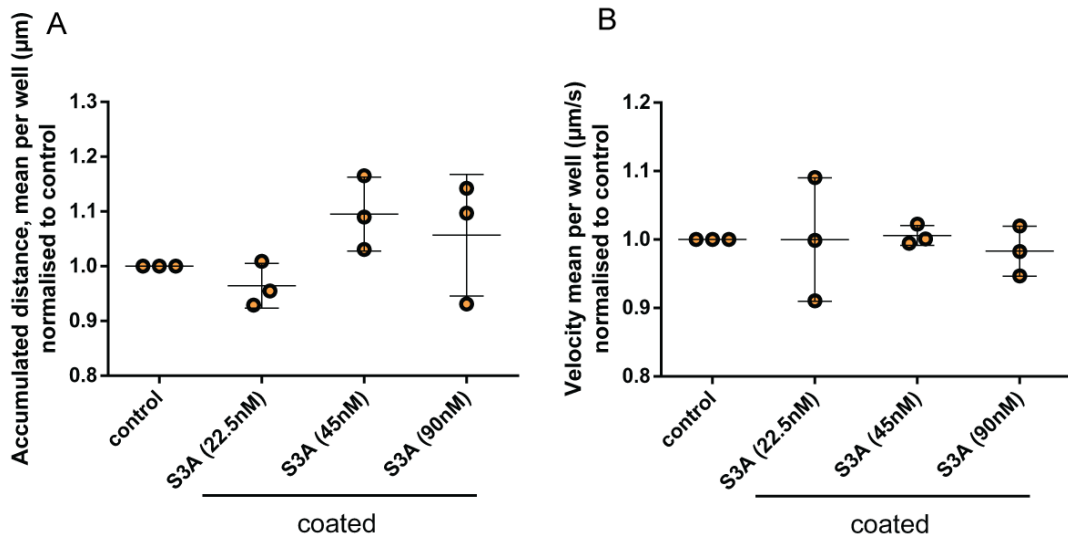 A
Accumulated distance, mean per well (µm)
normalised to control
1.3
1.2
1.1
1.0
0.9
0.8
control
S3A (22.5nM)
S3A (45nM)
S3A (90nM)
coated
B
Velocity mean per well (µm/s)
normalised to control
1.2
1.1
1.0
0.9
0.8
control
S3A (22.5nM)
S3A (45nM)
S3A (90nM)
coated